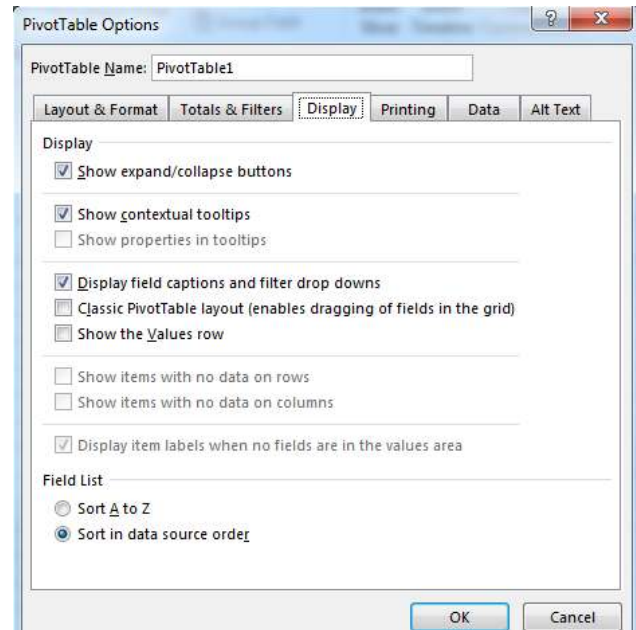 PivotTable Options
?
PivotTable Name: PivotTable1
Layout & Format Totals & Filters Display Printing Data Alt Text
Display
Show expand/collapse buttons
Show contextual tooltips
Show properties in tooltips
Display field captions and filter drop downs
Classic PivotTable layout (enables dragging of fields in the grid)
Show the Values row
Show items with no data on rows
Show items with no data on columns
Display item labels when no fields are in the values area
Field List
Sort A to Z
Sort in data source order
OK Cancel